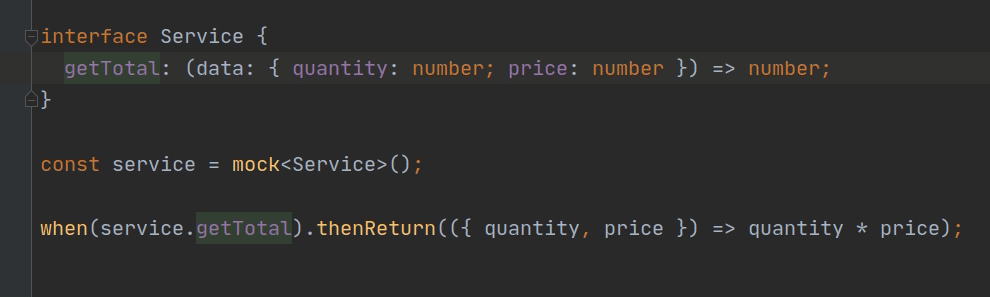 interface Service {
getTotal: (data: { quantity: number; price: number }) => number;
}
const service = mock<Service>();
when(service.getTotal).thenReturn(({ quantity, price }) => quantity * price);